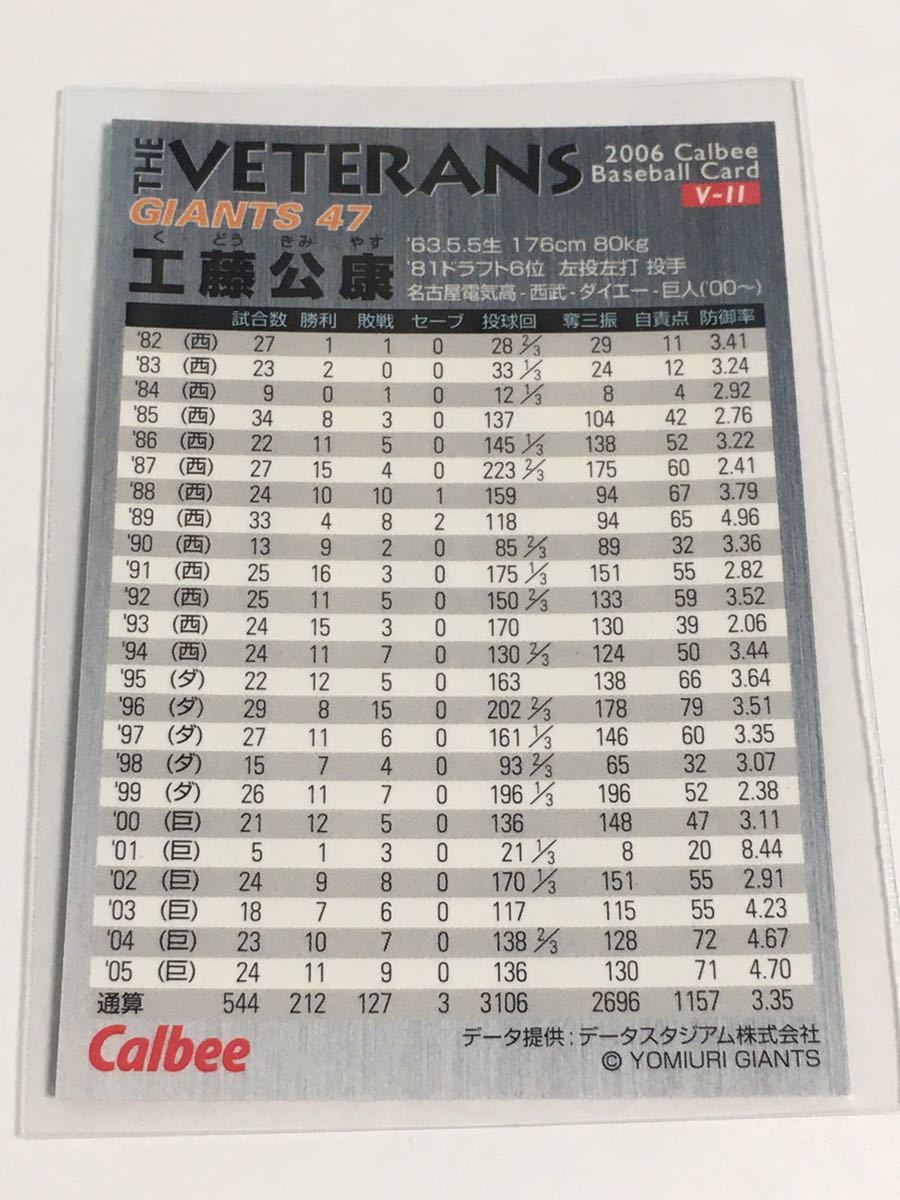 THE VETERANS
2006 Calbee
Baseball Card
V-11
GIANTS 47
く どう きみ やす
工藤公康
'63.5.5生 176cm 80kg
'81ドラフト6位 左投左打 投手
名古屋電気高-西武-ダイエー-巨人('00~)
試合数 勝利 敗戦 セーブ 投球回 奪三振 自責点 防御率
'82 (西) 27 1 1 0 28 2/3 29 11 3.41
'83 (西) 23 2 0 0 33 1/3 24 12 3.24
'84 (西) 9 0 1 0 12 1/3 8 4 2.92
'85 (西) 34 8 3 0 137 104 42 2.76
'86 (西) 22 11 5 0 145 1/3 138 52 3.22
'87 (西) 27 15 4 0 223 2/3 175 60 2.41
'88 (西) 24 10 10 1 159 94 67 3.79
'89 (西) 33 4 8 2 118 94 65 4.96
'90 (西) 13 9 2 0 85 2/3 89 32 3.36
'91 (西) 25 16 3 0 175 1/3 151 55 2.82
'92 (西) 25 11 5 0 150 2/3 133 59 3.52
'93 (西) 24 15 3 0 170 130 39 2.06
'94 (西) 24 11 7 0 130 2/3 124 50 3.44
'95 (ダ) 22 12 5 0 163 138 66 3.64
'96 (ダ) 29 8 15 0 202 2/3 178 79 3.51
'97 (ダ) 27 11 6 0 161 1/3 146 60 3.35
'98 (ダ) 15 7 4 0 93 2/3 65 32 3.07
'99 (ダ) 26 11 7 0 196 1/3 196 52 2.38
'00 (巨) 21 12 5 0 136 148 47 3.11
'01 (巨) 5 1 3 0 21 1/3 8 20 8.44
'02 (巨) 24 9 8 0 170 1/3 151 55 2.91
'03 (巨) 18 7 6 0 117 115 55 4.23
'04 (巨) 23 10 7 0 138 2/3 128 72 4.67
'05 (巨) 24 11 9 0 136 130 71 4.70
通算 544 212 127 3 3106 2696 1157 3.35
Calbee
データ提供:データスタジアム株式会社
© YOMIURI GIANTS